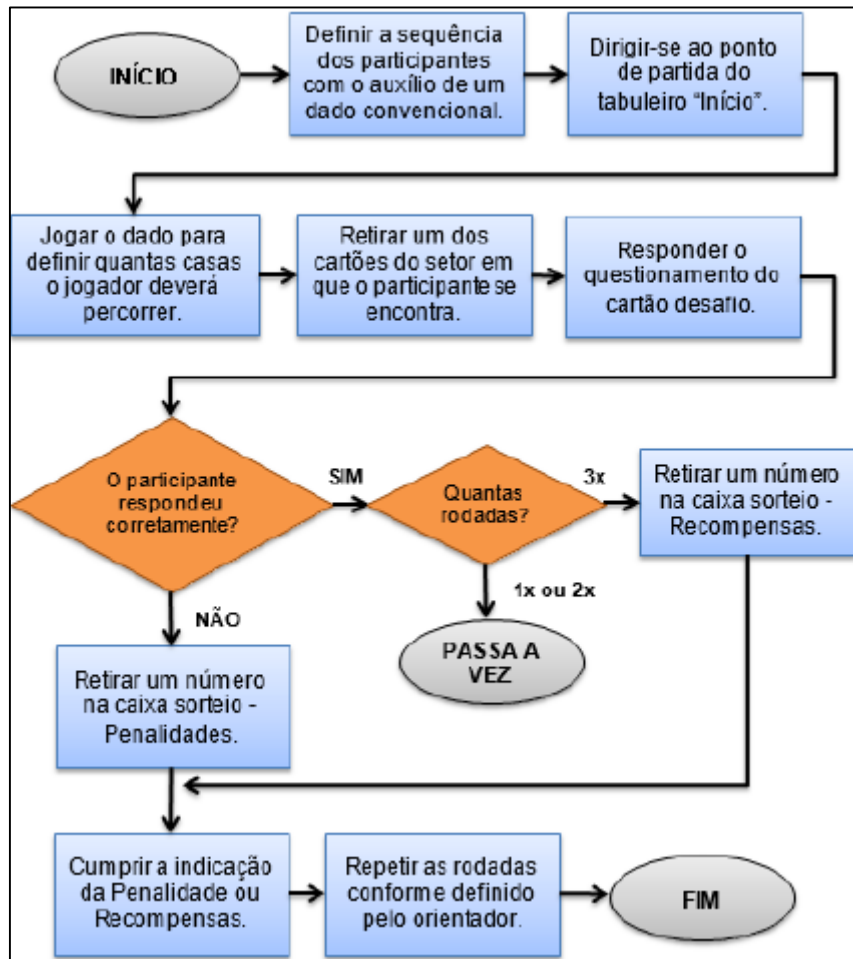 INÍCIO
Definir a sequência
dos participantes
com o auxílio de um
dado convencional.
Dirigir-se ao ponto
de partida do
tabuleiro “Início”.
Jogar o dado para
definir quantas casas
o jogador deverá
percorrer.
Retirar um dos
cartões do setor em
que o participante se
encontra.
Responder o
questionamento do
cartão desafio.
O participante
respondeu
corretamente?
SIM
Quantas
rodadas?
3x
Retirar um número
na caixa sorteio -
Recompensas.
1x ou 2x
PASSA A
VEZ
NÃO
Retirar um número
na caixa sorteio -
Penalidades.
Cumprir a indicação
da Penalidade ou
Recompensas.
Repetir as rodadas
conforme definido
pelo orientador.
FIM